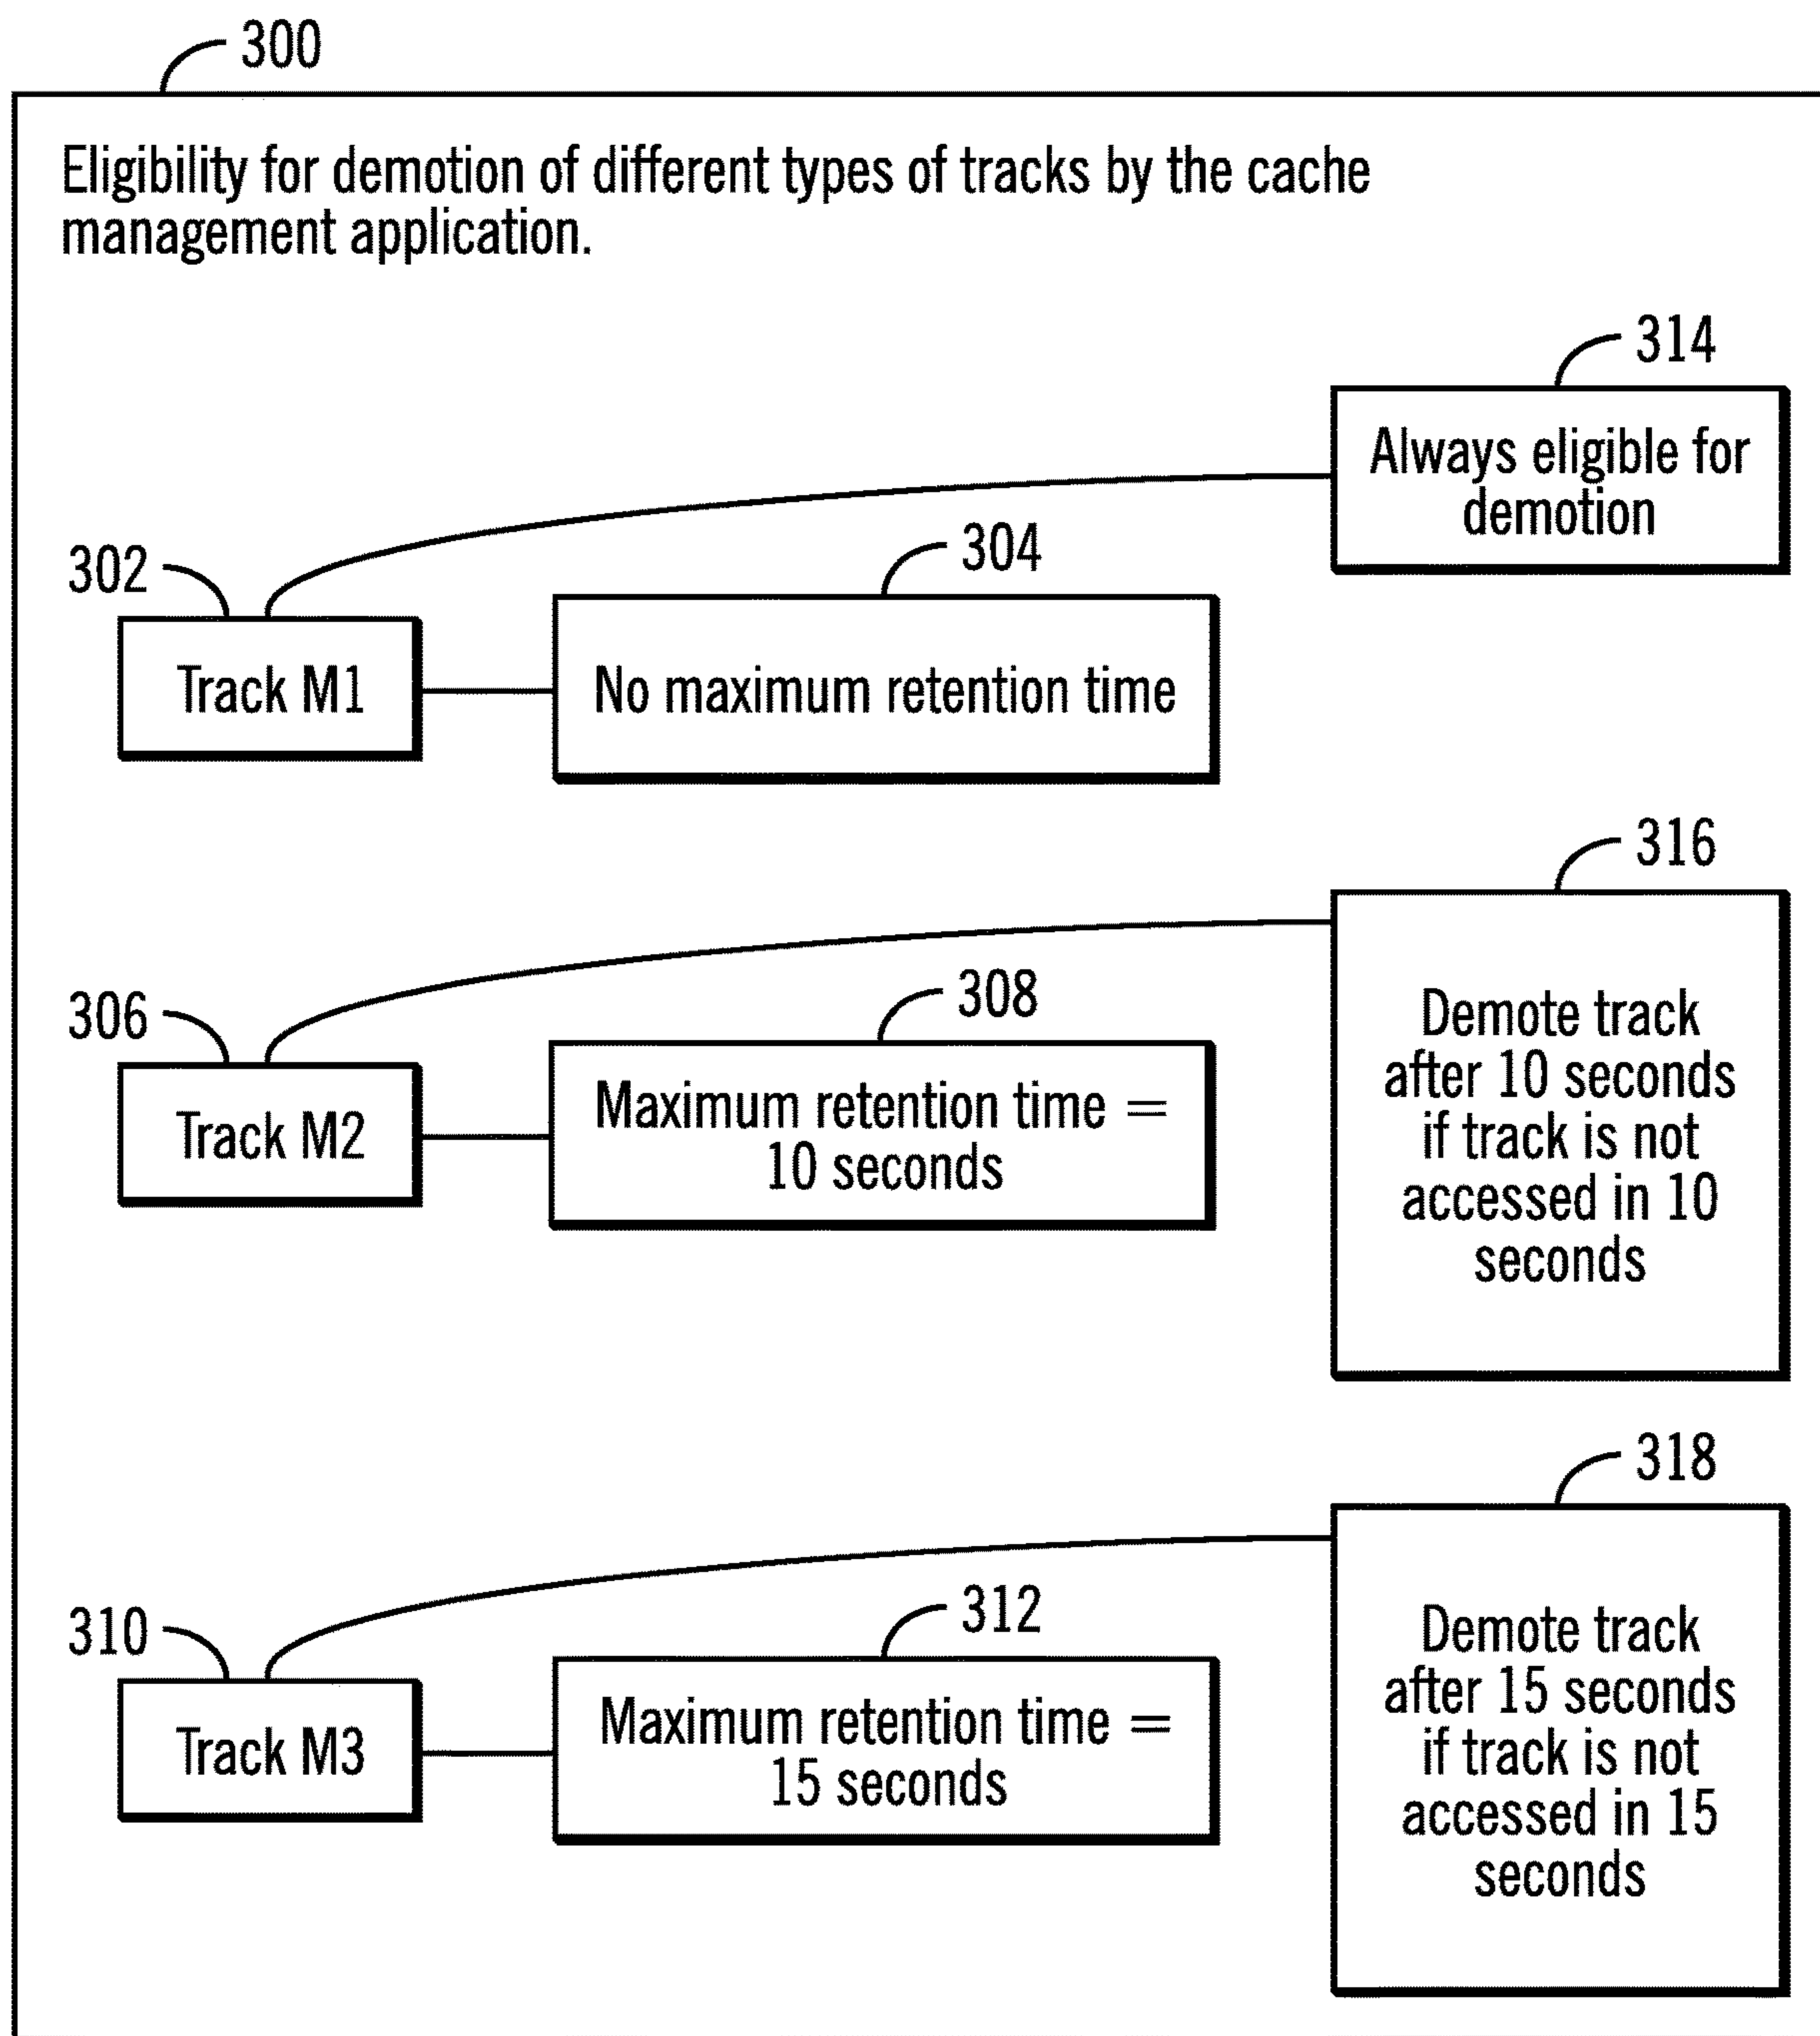 300
Eligibility for demotion of different types of tracks by the cache
management application.
314
Always eligible for
demotion
302
304
Track M1
No maximum retention time
316
306
308
Track M2
Maximum retention time =
10 seconds
Demote track
after 10 seconds
if track is not
accessed in 10
seconds
318
310
312
Track M3
Maximum retention time =
15 seconds
Demote track
after 15 seconds
if track is not
accessed in 15
seconds